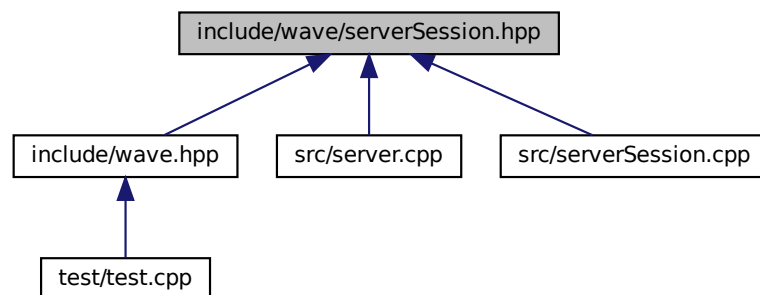 include/wave/serverSession.hpp
include/wave.hpp
src/server.cpp
src/serverSession.cpp
test/test.cpp